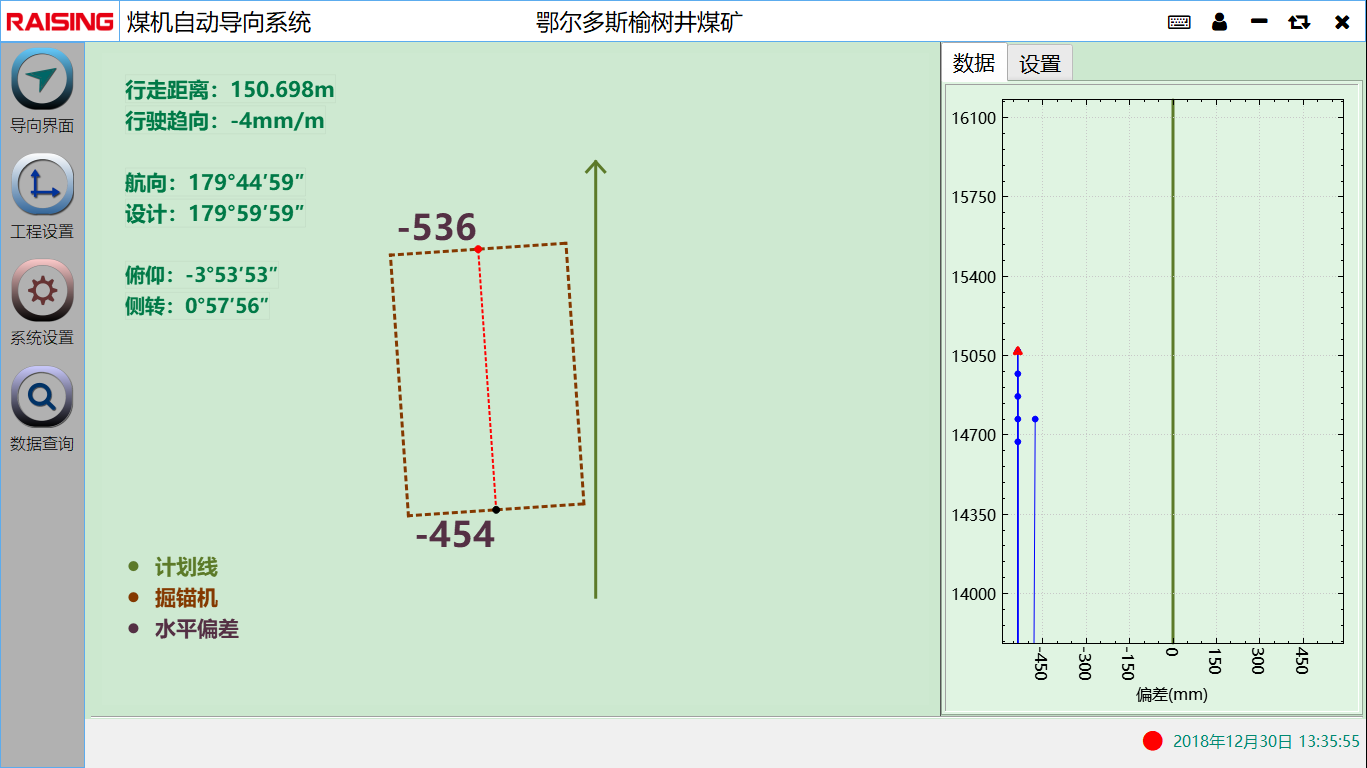 RAISING 煤机自动导向系统 鄂尔多斯榆树井煤矿
导向界面
工程设置
系统设置
数据查询
行走距离：150.698m
行驶趋向：-4mm/m
航向：179°44′59″
设计：179°59′59″
俯仰：-3°53′53″
侧转：0°57′56″
-536
-454
计划线
掘锚机
水平偏差
数据 设置
16100
15750
15400
15050
14700
14350
14000
-450 -300 -150 0 150 300 450
偏差(mm)
2018年12月30日 13:35:55